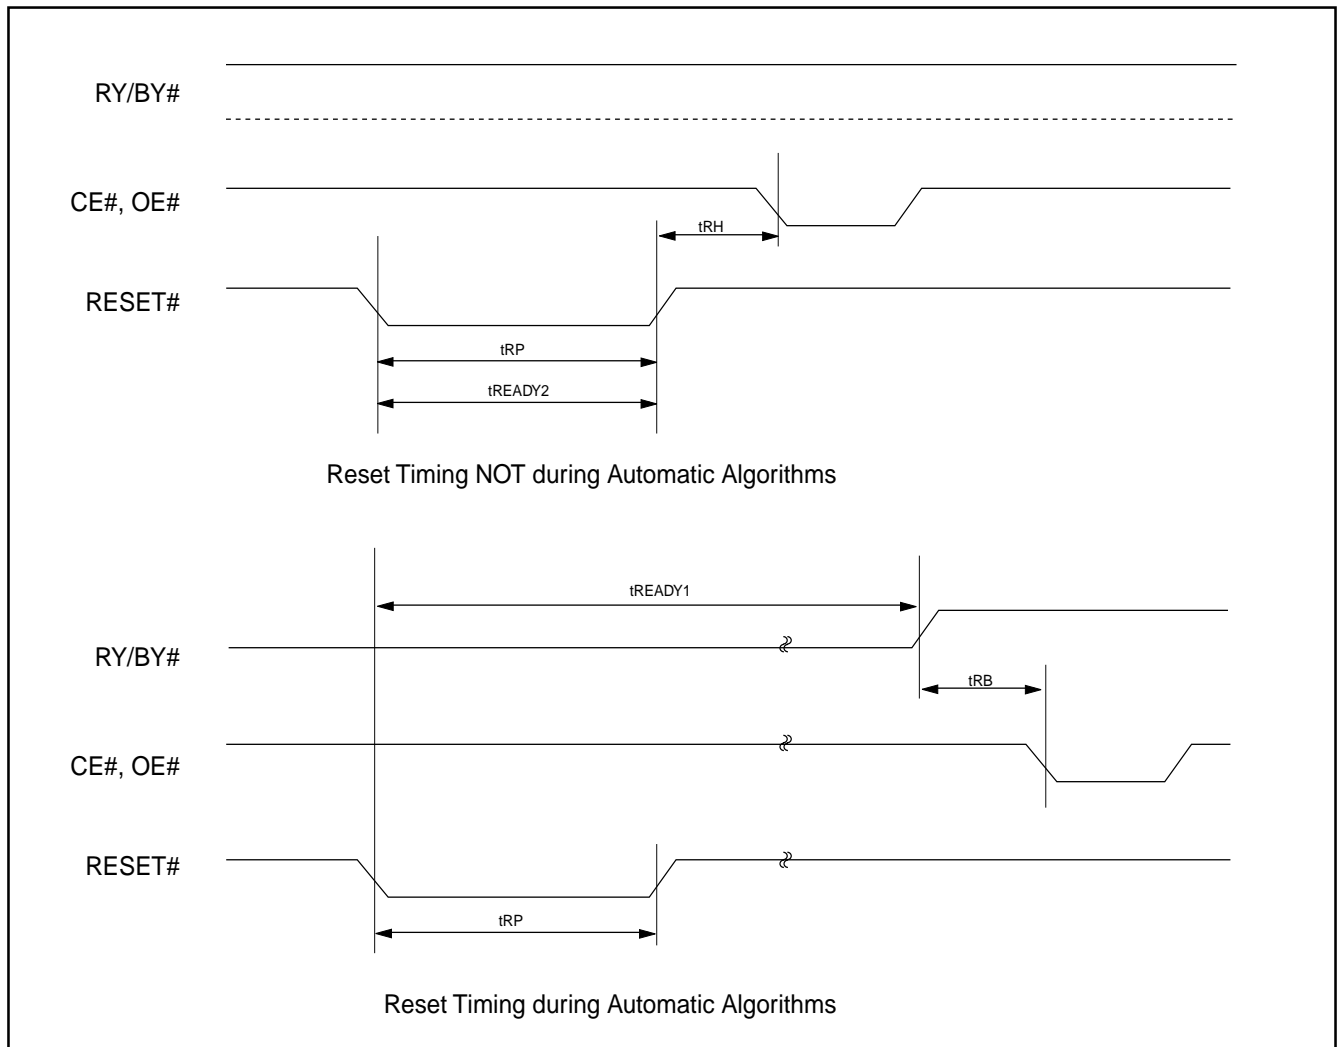 RY/BY#
CE#, OE#
tRH
RESET#
tRP
tREADY2
Reset Timing NOT during Automatic Algorithms
tREADY1
RY/BY#
tRB
CE#, OE#
RESET#
tRP
Reset Timing during Automatic Algorithms